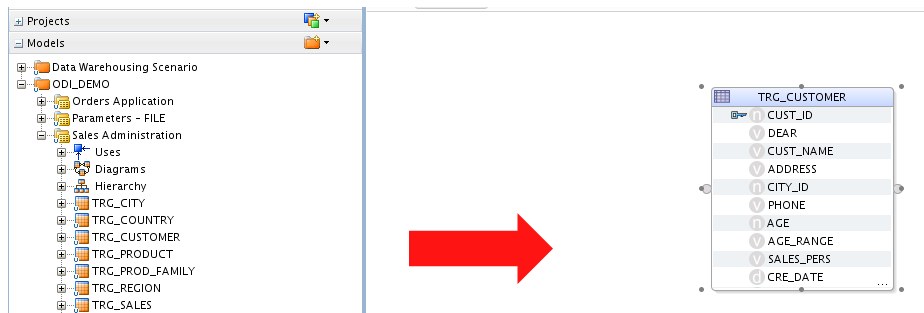 Projects
Models
Data Warehousing Scenario
ODI_DEMO
Orders Application
Parameters - FILE
Sales Administration
Uses
Diagrams
Hierarchy
TRG_CITY
TRG_COUNTRY
TRG_CUSTOMER
TRG_PRODUCT
TRG_PROD_FAMILY
TRG_REGION
TRG_SALES
TRG_CUSTOMER
n CUST_ID
v DEAR
v CUST_NAME
v ADDRESS
n CITY_ID
v PHONE
n AGE
v AGE_RANGE
v SALES_PERS
d CRE_DATE
...